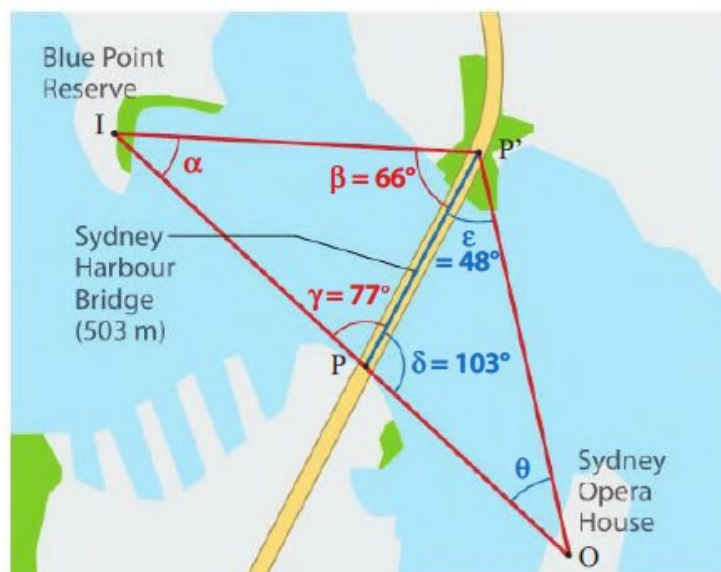 Blue Point
Reserve
I
α
β = 66°
P'
ε
= 48°
Sydney
Harbour
Bridge
(503 m)
γ = 77°
P
δ = 103°
θ
Sydney
Opera
House
O